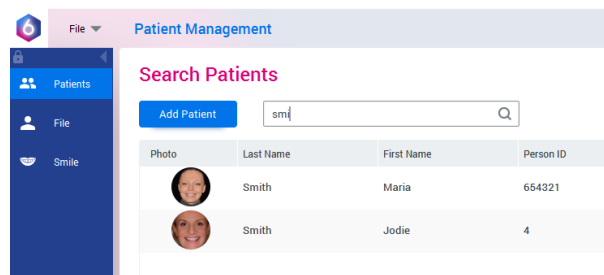 6 File Patient Management
Search Patients
Patients
Add Patient smi
File
Photo Last Name First Name Person ID
Smile
Smith Maria 654321
Smith Jodie 4